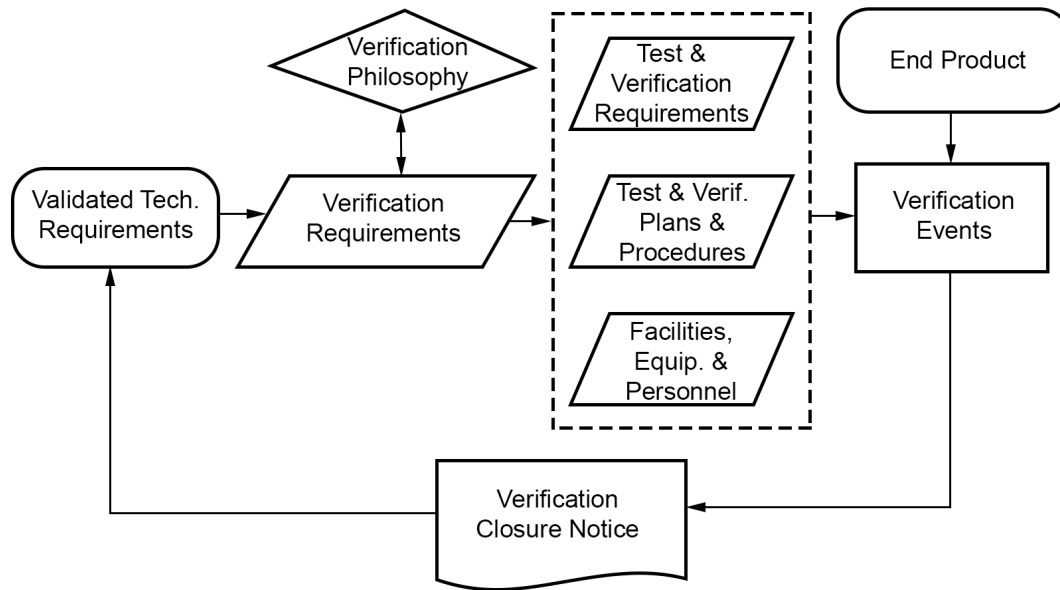 Verification
Philosophy
Test &
Verification
Requirements
End Product
Validated Tech.
Requirements
Verification
Requirements
Test & Verif.
Plans &
Procedures
Verification
Events
Facilities,
Equip. &
Personnel
Verification
Closure Notice